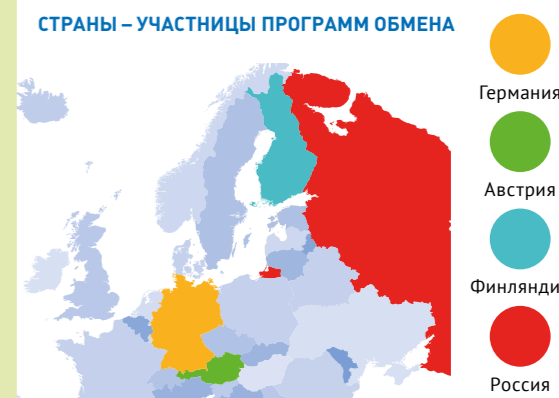 СТРАНЫ – УЧАСТНИЦЫ ПРОГРАММ ОБМЕНА
Германия
Австрия
Финлянди
Россия